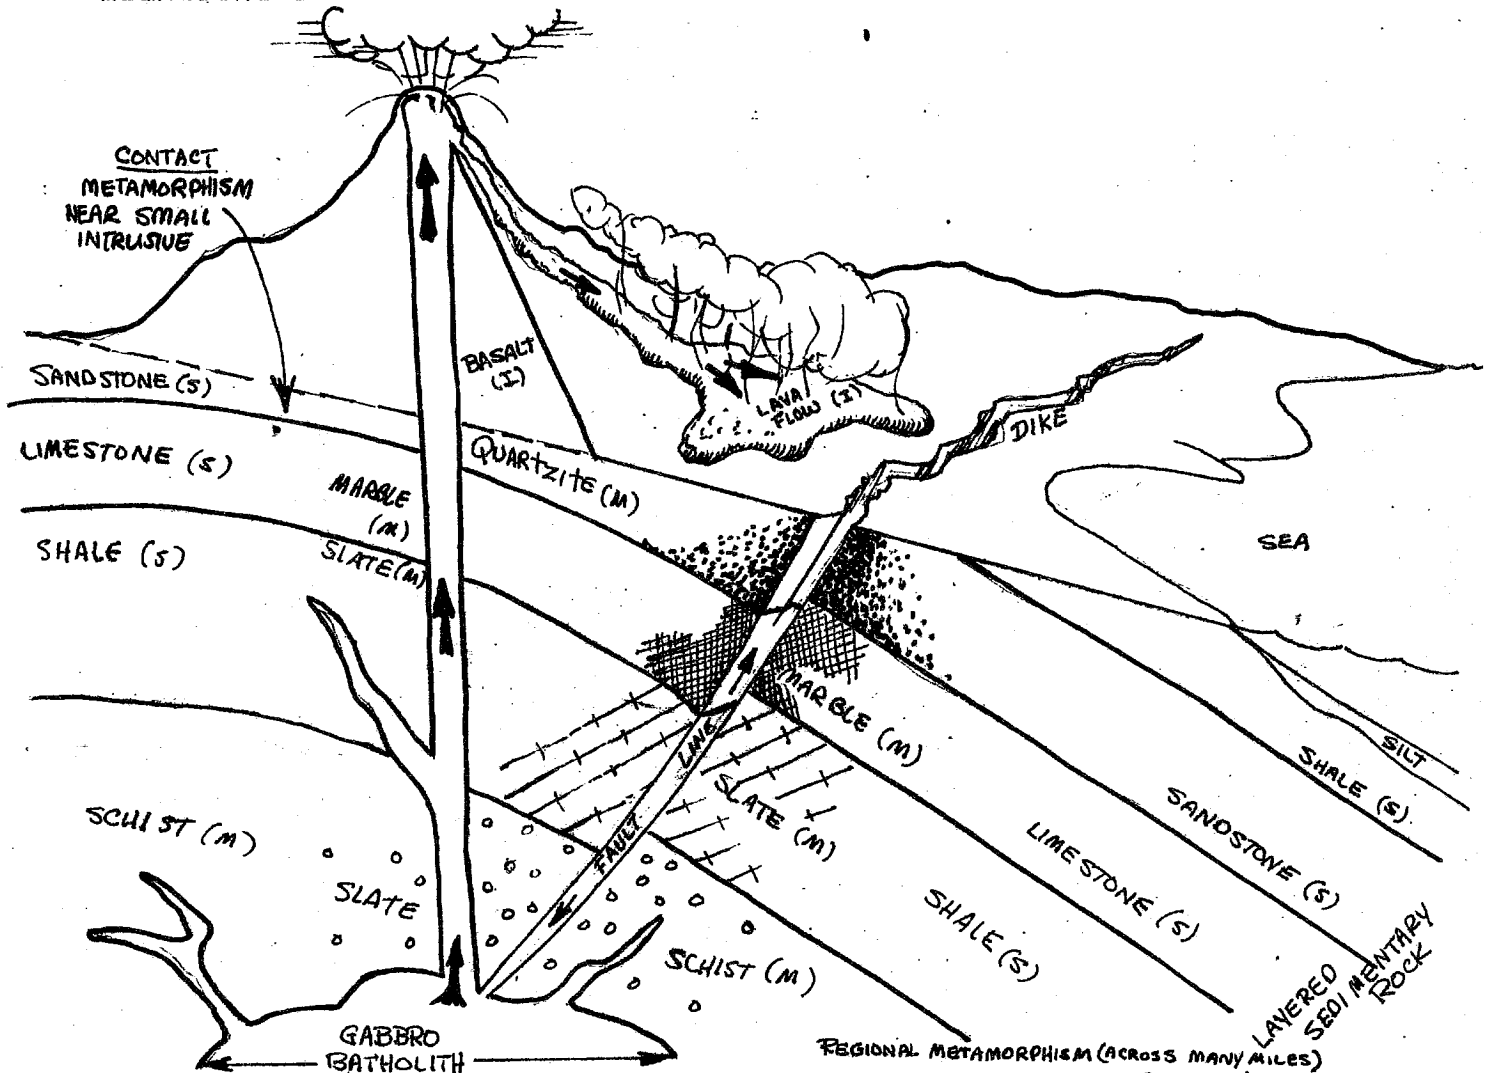 CONTACT
METAMORPHISM
NEAR SMALL
INTRUSIVE
SANDSTONE (S)
LIMESTONE (S)
SHALE (S)
MARBLE
(M)
SLATE (M)
BASALT
(I)
QUARTZITE (M)
LAVA
FLOW (I)
DIKE
SEA
SILT
SHALE (S)
SANDSTONE (S)
LIMESTONE (S)
SHALE (S)
MARBLE (M)
SLATE (M)
FAULT LINE
SCHIST (M)
SLATE
SCHIST (M)
GABBRO
BATHOLITH
LAYERED
SEDIMENTARY
ROCK
REGIONAL METAMORPHISM (ACROSS MANY MILES)